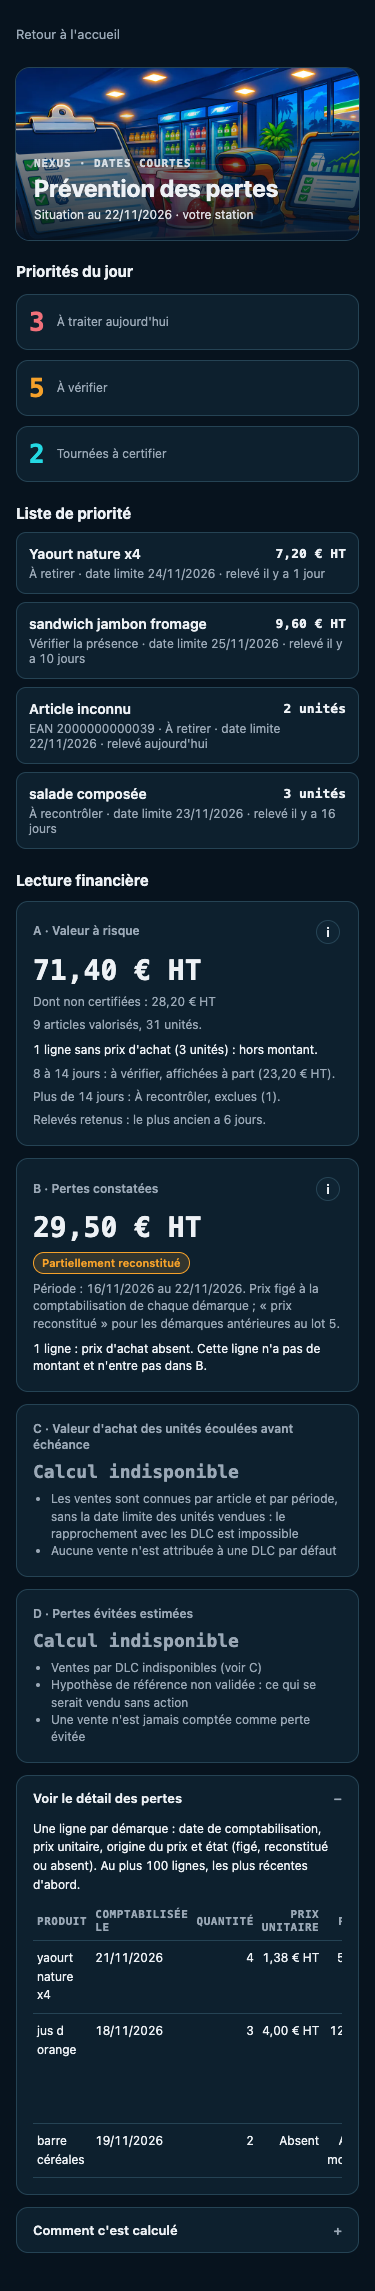 Retour à l'accueil
NEXUS · DATES COURTES
Prévention des pertes
Situation au 22/11/2026 · votre station
Priorités du jour
3 À traiter aujourd'hui
5 À vérifier
2 Tournées à certifier
Liste de priorité
Yaourt nature x4 7,20 € HT
À retirer · date limite 24/11/2026 · relevé il y a 1 jour
sandwich jambon fromage 9,60 € HT
Vérifier la présence · date limite 25/11/2026 · relevé il y
a 10 jours
Article inconnu 2 unités
EAN 2000000000039 · À retirer · date limite
22/11/2026 · relevé aujourd'hui
salade composée 3 unités
À recontrôler · date limite 23/11/2026 · relevé il y a 16
jours
Lecture financière
A · Valeur à risque i
71,40 € HT
Dont non certifiées : 28,20 € HT
9 articles valorisés, 31 unités.
1 ligne sans prix d'achat (3 unités) : hors montant.
8 à 14 jours : à vérifier, affichées à part (23,20 € HT).
Plus de 14 jours : À recontrôler, exclues (1).
Relevés retenus : le plus ancien a 6 jours.
B · Pertes constatées i
29,50 € HT
Partiellement reconstitué
Période : 16/11/2026 au 22/11/2026. Prix figé à la
comptabilisation de chaque démarque ; « prix
reconstitué » pour les démarques antérieures au lot 5.
1 ligne : prix d'achat absent. Cette ligne n'a pas de
montant et n'entre pas dans B.
C · Valeur d'achat des unités écoulées avant
échéance
Calcul indisponible
• Les ventes sont connues par article et par période,
sans la date limite des unités vendues : le
rapprochement avec les DLC est impossible
• Aucune vente n'est attribuée à une DLC par défaut
D · Pertes évitées estimées
Calcul indisponible
• Ventes par DLC indisponibles (voir C)
• Hypothèse de référence non validée : ce qui se
serait vendu sans action
• Une vente n'est jamais comptée comme perte
évitée
Voir le détail des pertes −
Une ligne par démarque : date de comptabilisation,
prix unitaire, origine du prix et état (figé, reconstitué
ou absent). Au plus 100 lignes, les plus récentes
d'abord.
PRODUIT COMPTABILISÉE LE QUANTITÉ PRIX UNITAIRE
yaourt nature x4 21/11/2026 4 1,38 € HT 5
jus d orange 18/11/2026 3 4,00 € HT 12
barre céréales 19/11/2026 2 Absent
Comment c'est calculé +